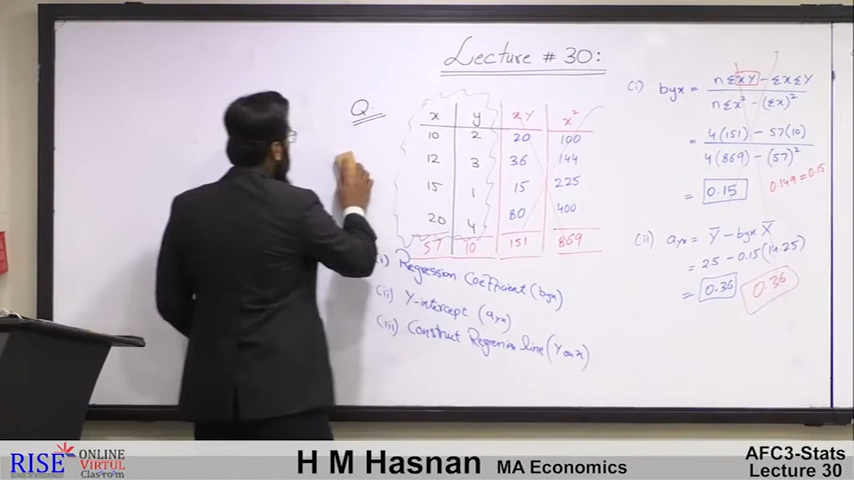 Lecture # 30:
Q.
x y xy x²
10 2 20 100
12 3 36 144
15 1 15 225
20 4 80 400
57 10 151 869
(i) Regression Coefficient (byx)
(ii) Y-intercept (ayx)
(iii) Construct Regression line (Y on x)
(i) byx = nΣXY - ΣXΣY / nΣx² - (Σx)²
= 4(151) - 57(10) / 4(869) - (57)²
= 0.15 0.149 = 0.15
(ii) ayx = Y̅ - byx X̅
= 2.5 - 0.15(14.25)
= 0.36 0.36
RISE ONLINE
VIRTUL
Classroom
H M Hasnan MA Economics
AFC3-Stats
Lecture 30